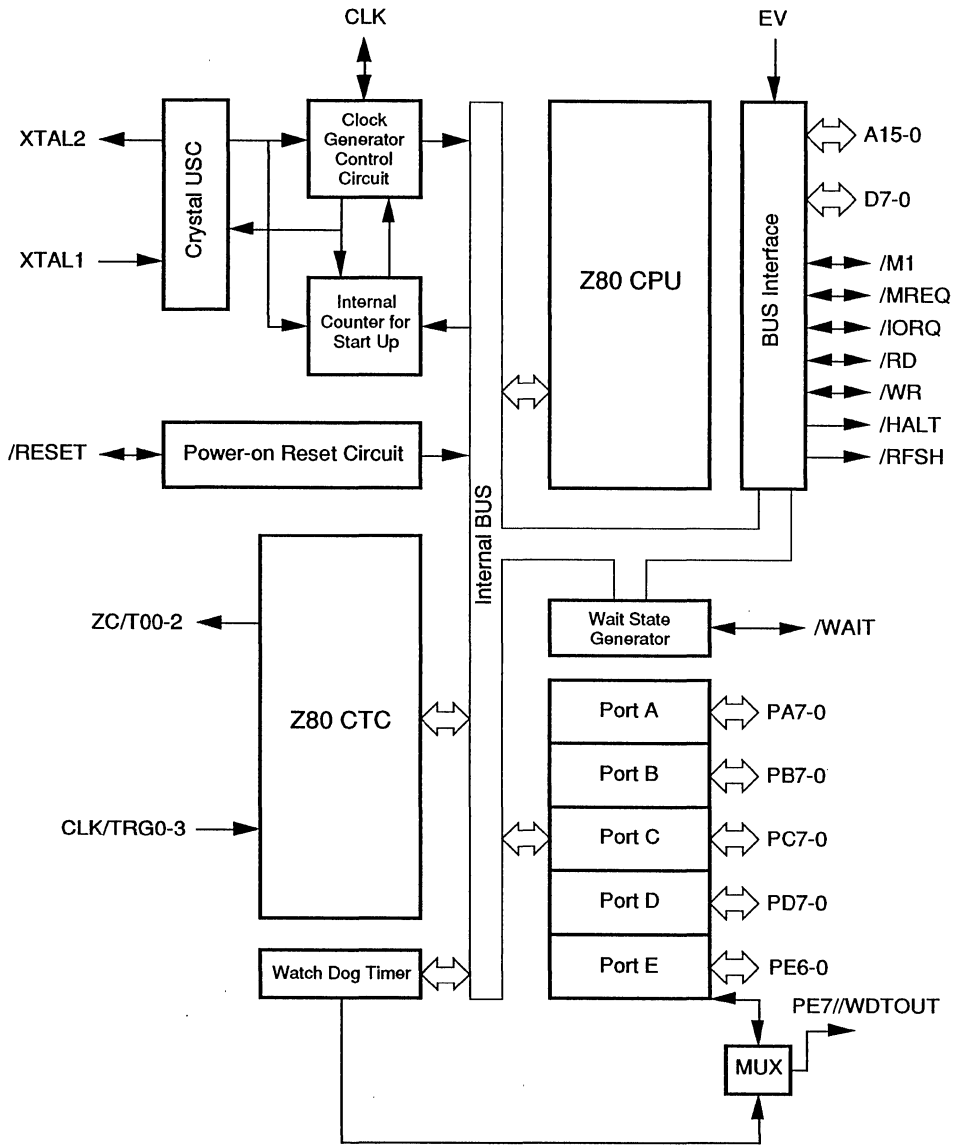 CLK
EV
XTAL2
XTAL1
Crystal USC
Clock
Generator
Control
Circuit
Internal
Counter for
Start Up
Z80 CPU
BUS Interface
A15-0
D7-0
/M1
/MREQ
/IORQ
/RD
/WR
/HALT
/RFSH
/RESET
Power-on Reset Circuit
Internal BUS
ZC/T00-2
Z80 CTC
CLK/TRG0-3
Wait State
Generator
/WAIT
Port A
PA7-0
Port B
PB7-0
Port C
PC7-0
Port D
PD7-0
Port E
PE6-0
Watch Dog Timer
PE7//WDTOUT
MUX